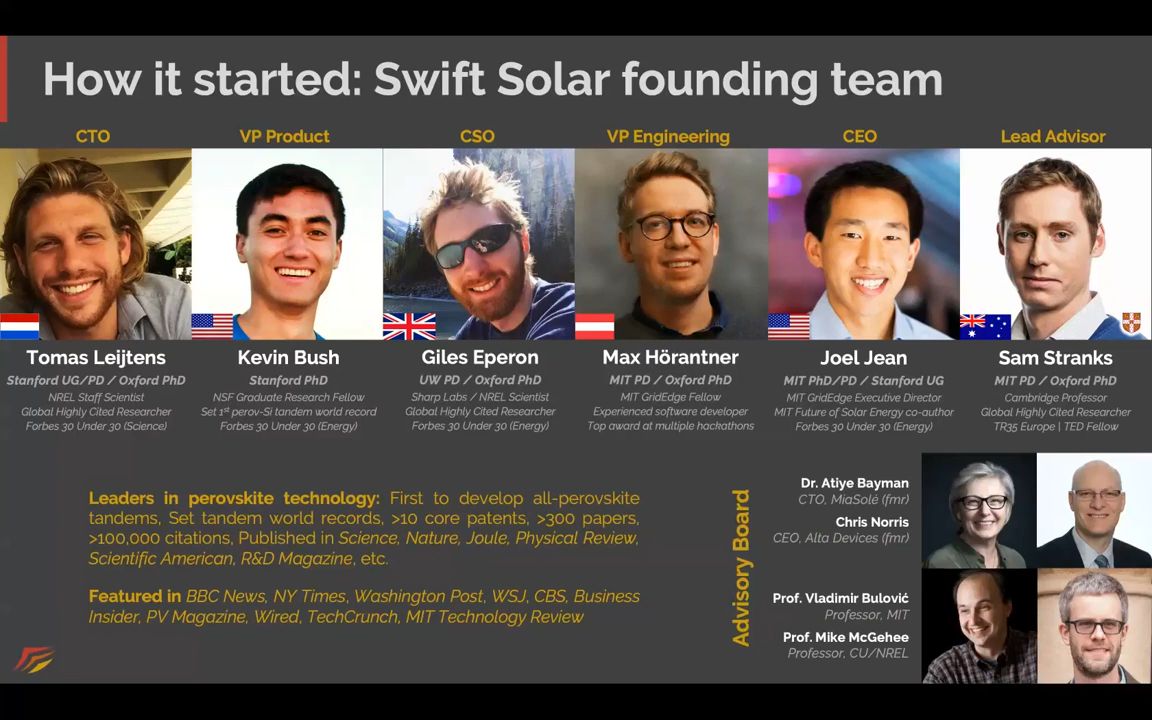 How it started: Swift Solar founding team
CTO
VP Product
CSO
VP Engineering
CEO
Lead Advisor
Tomas Leijtens
Stanford UG/PD / Oxford PhD
NREL Staff Scientist
Global Highly Cited Researcher
Forbes 30 Under 30 (Science)
Kevin Bush
Stanford PhD
NSF Graduate Research Fellow
Set 1st perov-Si tandem world record
Forbes 30 Under 30 (Energy)
Giles Eperon
UW PD / Oxford PhD
Sharp Labs / NREL Scientist
Global Highly Cited Researcher
Forbes 30 Under 30 (Energy)
Max Hörantner
MIT PD / Oxford PhD
MIT GridEdge Fellow
Experienced software developer
Top award at multiple hackathons
Joel Jean
MIT PhD/PD / Stanford UG
MIT GridEdge Executive Director
MIT Future of Solar Energy co-author
Forbes 30 Under 30 (Energy)
Sam Stranks
MIT PD / Oxford PhD
Cambridge Professor
Global Highly Cited Researcher
TR35 Europe | TED Fellow
Leaders in perovskite technology: First to develop all-perovskite
tandems, Set tandem world records, >10 core patents, >300 papers,
>100,000 citations, Published in Science, Nature, Joule, Physical Review,
Scientific American, R&D Magazine, etc.
Featured in BBC News, NY Times, Washington Post, WSJ, CBS, Business
Insider, PV Magazine, Wired, TechCrunch, MIT Technology Review
Advisory Board
Dr. Atiye Bayman
CTO, MiaSolé (fmr)
Chris Norris
CEO, Alta Devices (fmr)
Prof. Vladimir Bulović
Professor, MIT
Prof. Mike McGehee
Professor, CU/NREL